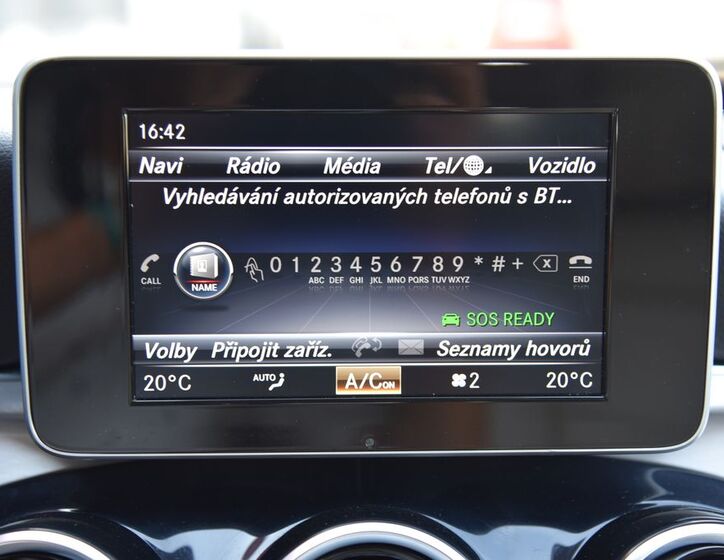 16:42
Navi Rádio Média Tel/ Vozidlo
Vyhledávání autorizovaných telefonů s BT...
0 1 2 3 4 5 6 7 8 9 * # +
CALL NAME ABC DEF GHI JKL MNO PQRS TUV WXYZ END
SOS READY
Volby Připojit zaříz. Seznamy hovorů
20°C AUTO A/C ON 2 20°C